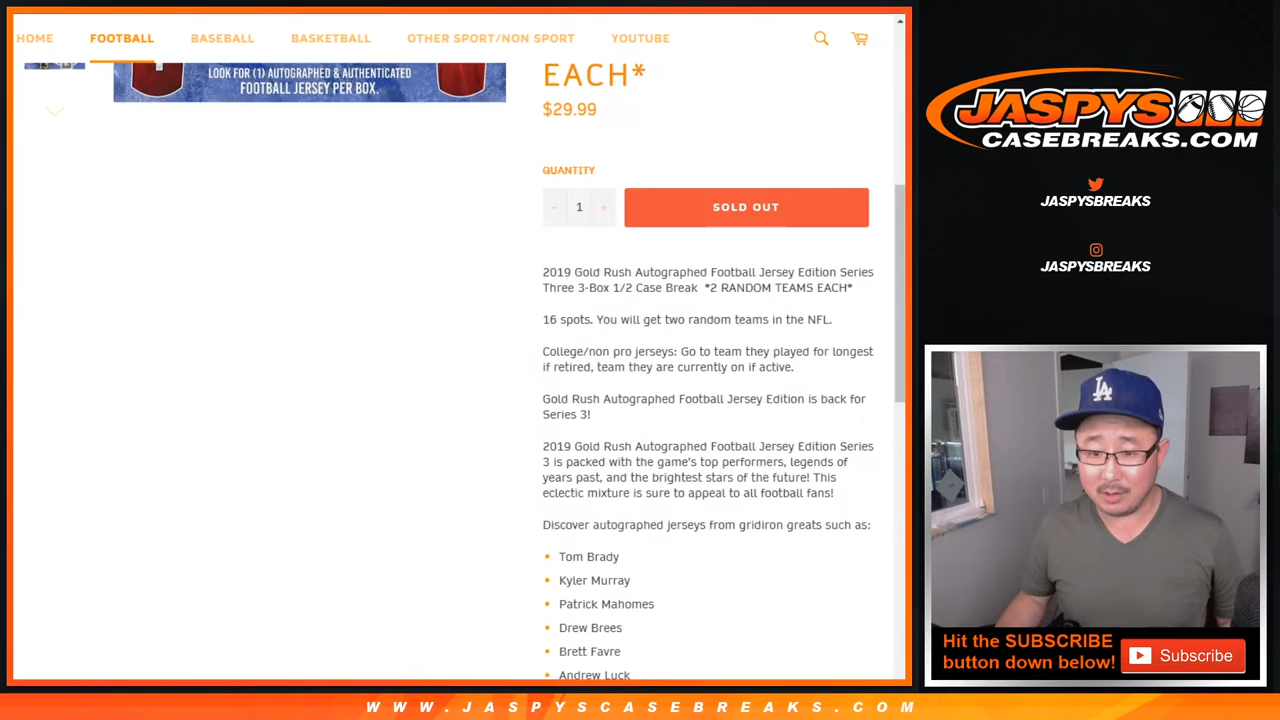 HOME FOOTBALL BASEBALL BASKETBALL OTHER SPORT/NON SPORT YOUTUBE
LOOK FOR (1) AUTOGRAPHED & AUTHENTICATED
FOOTBALL JERSEY PER BOX.
EACH*
$29.99
QUANTITY
− 1 +
SOLD OUT
2019 Gold Rush Autographed Football Jersey Edition Series
Three 3-Box 1/2 Case Break *2 RANDOM TEAMS EACH*
16 spots. You will get two random teams in the NFL.
College/non pro jerseys: Go to team they played for longest
if retired, team they are currently on if active.
Gold Rush Autographed Football Jersey Edition is back for
Series 3!
2019 Gold Rush Autographed Football Jersey Edition Series
3 is packed with the game's top performers, legends of
years past, and the brightest stars of the future! This
eclectic mixture is sure to appeal to all football fans!
Discover autographed jerseys from gridiron greats such as:
• Tom Brady
• Kyler Murray
• Patrick Mahomes
• Drew Brees
• Brett Favre
• Andrew Luck
JASPYS
CASEBREAKS.COM
JASPYSBREAKS
JASPYSBREAKS
LA
Hit the SUBSCRIBE
button down below!
Subscribe
WWW.JASPYSCASEBREAKS.COM